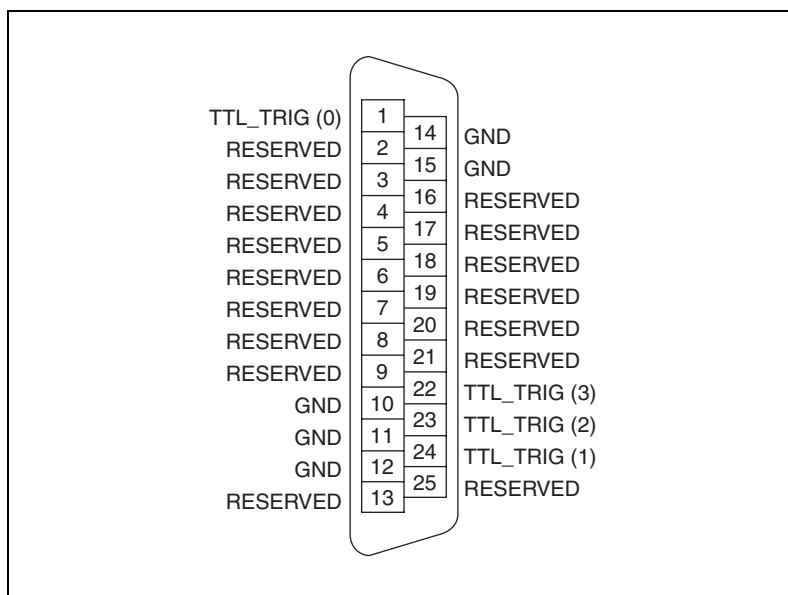 TTL_TRIG (0) 1
RESERVED 2
RESERVED 3
RESERVED 4
RESERVED 5
RESERVED 6
RESERVED 7
RESERVED 8
RESERVED 9
GND 10
GND 11
GND 12
RESERVED 13
14 GND
15 GND
16 RESERVED
17 RESERVED
18 RESERVED
19 RESERVED
20 RESERVED
21 RESERVED
22 TTL_TRIG (3)
23 TTL_TRIG (2)
24 TTL_TRIG (1)
25 RESERVED